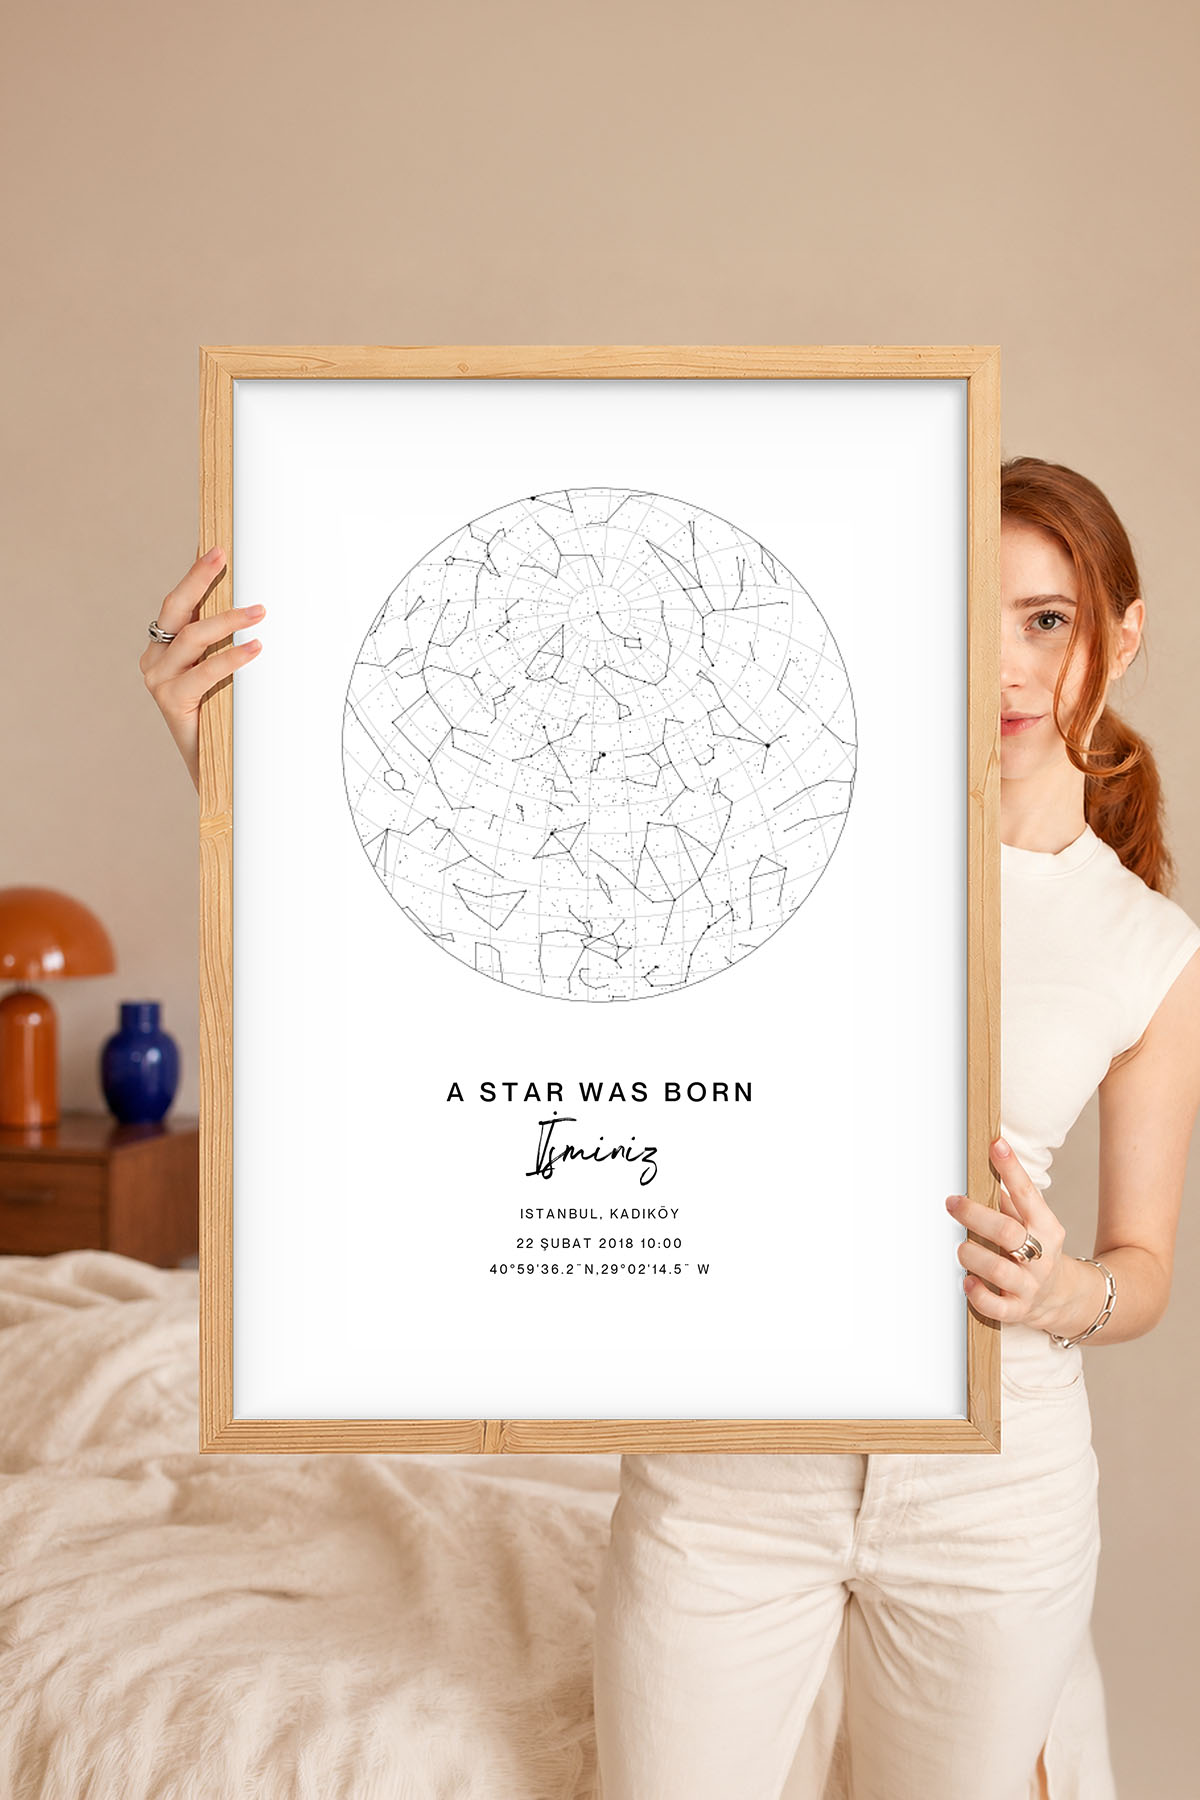 A STAR WAS BORN
İsminiz
ISTANBUL, KADIKÖY
22 ŞUBAT 2018 10:00
40°59'36.2¨N,29°02'14.5¨ W